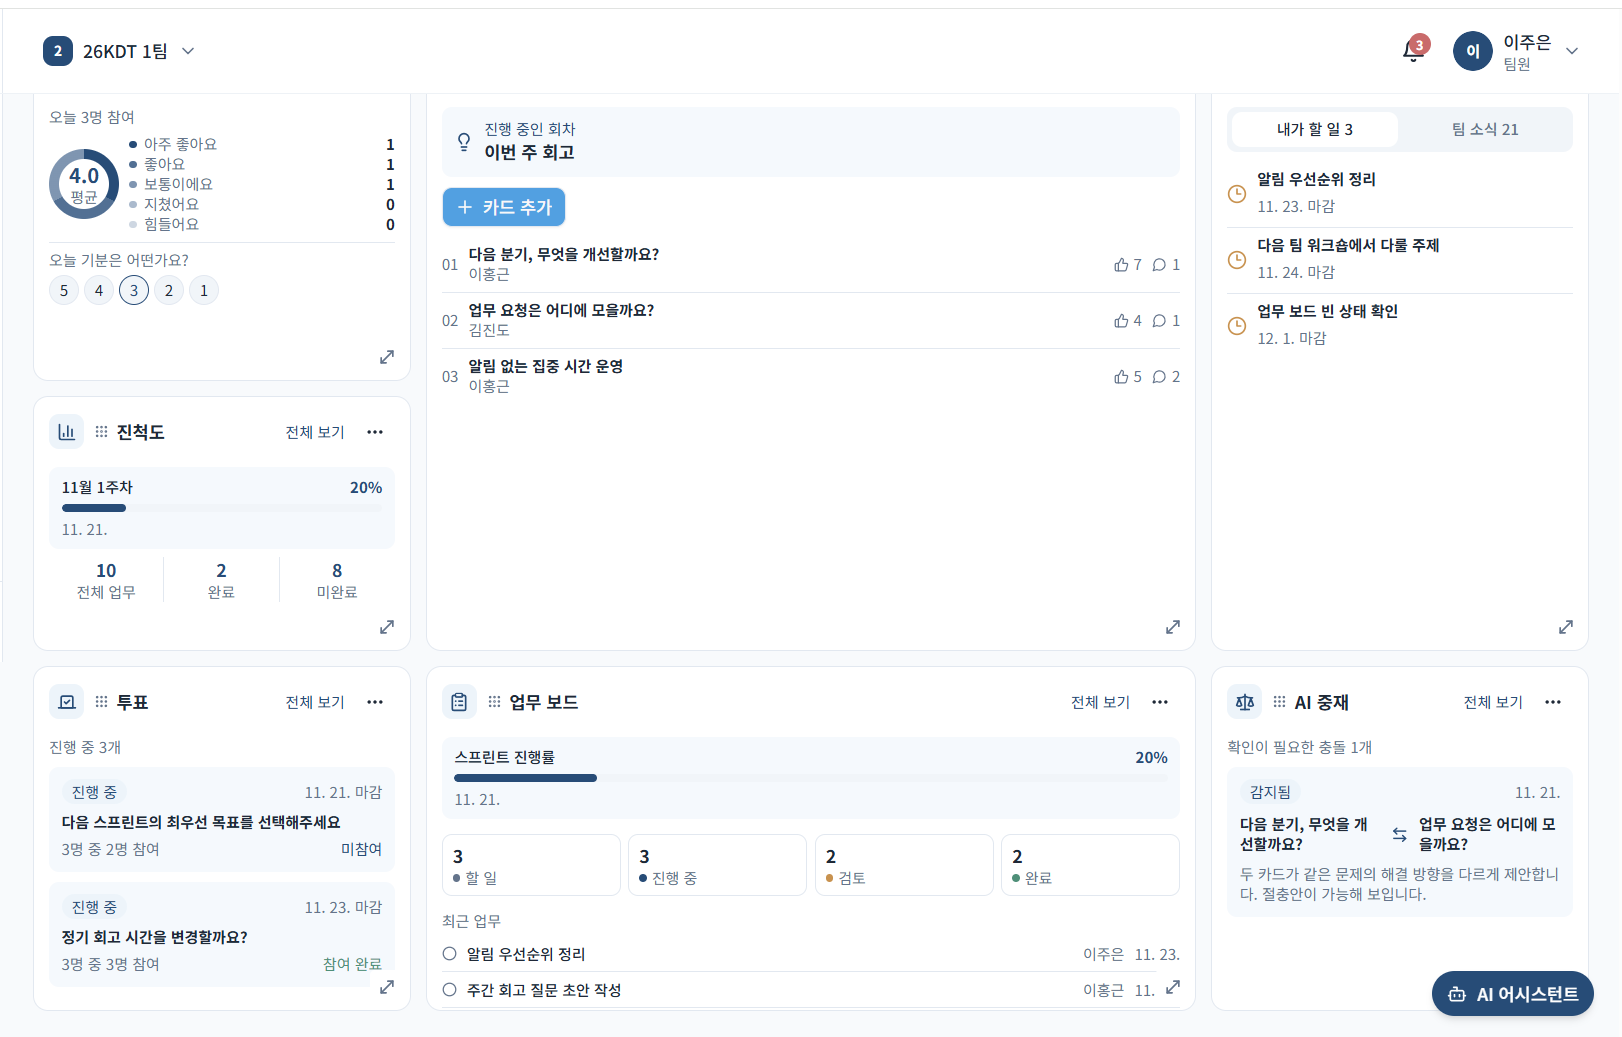 2 26KDT 1팀
3
이 이주은
팀원
오늘 3명 참여
4.0
평균
아주 좋아요 1
좋아요 1
보통이에요 1
지쳤어요 0
힘들어요 0
오늘 기분은 어떤가요?
5 4 3 2 1
진행 중인 회차
이번 주 회고
+ 카드 추가
01 다음 분기, 무엇을 개선할까요?
이홍근
7 1
02 업무 요청은 어디에 모을까요?
김진도
4 1
03 알림 없는 집중 시간 운영
이홍근
5 2
내가 할 일 3 팀 소식 21
알림 우선순위 정리
11. 23. 마감
다음 팀 워크숍에서 다룰 주제
11. 24. 마감
업무 보드 빈 상태 확인
12. 1. 마감
진척도 전체 보기
11월 1주차 20%
11. 21.
10 2 8
전체 업무 완료 미완료
투표 전체 보기
진행 중 3개
진행 중 11. 21. 마감
다음 스프린트의 최우선 목표를 선택해주세요
3명 중 2명 참여 미참여
진행 중 11. 23. 마감
정기 회고 시간을 변경할까요?
3명 중 3명 참여 참여 완료
업무 보드 전체 보기
스프린트 진행률 20%
11. 21.
3 3 2 2
할 일 진행 중 검토 완료
최근 업무
알림 우선순위 정리 이주은 11. 23.
주간 회고 질문 초안 작성 이홍근 11.
AI 중재 전체 보기
확인이 필요한 충돌 1개
감지됨 11. 21.
다음 분기, 무엇을 개
선할까요?
업무 요청은 어디에 모
을까요?
두 카드가 같은 문제의 해결 방향을 다르게 제안합니
다. 절충안이 가능해 보입니다.
AI 어시스턴트